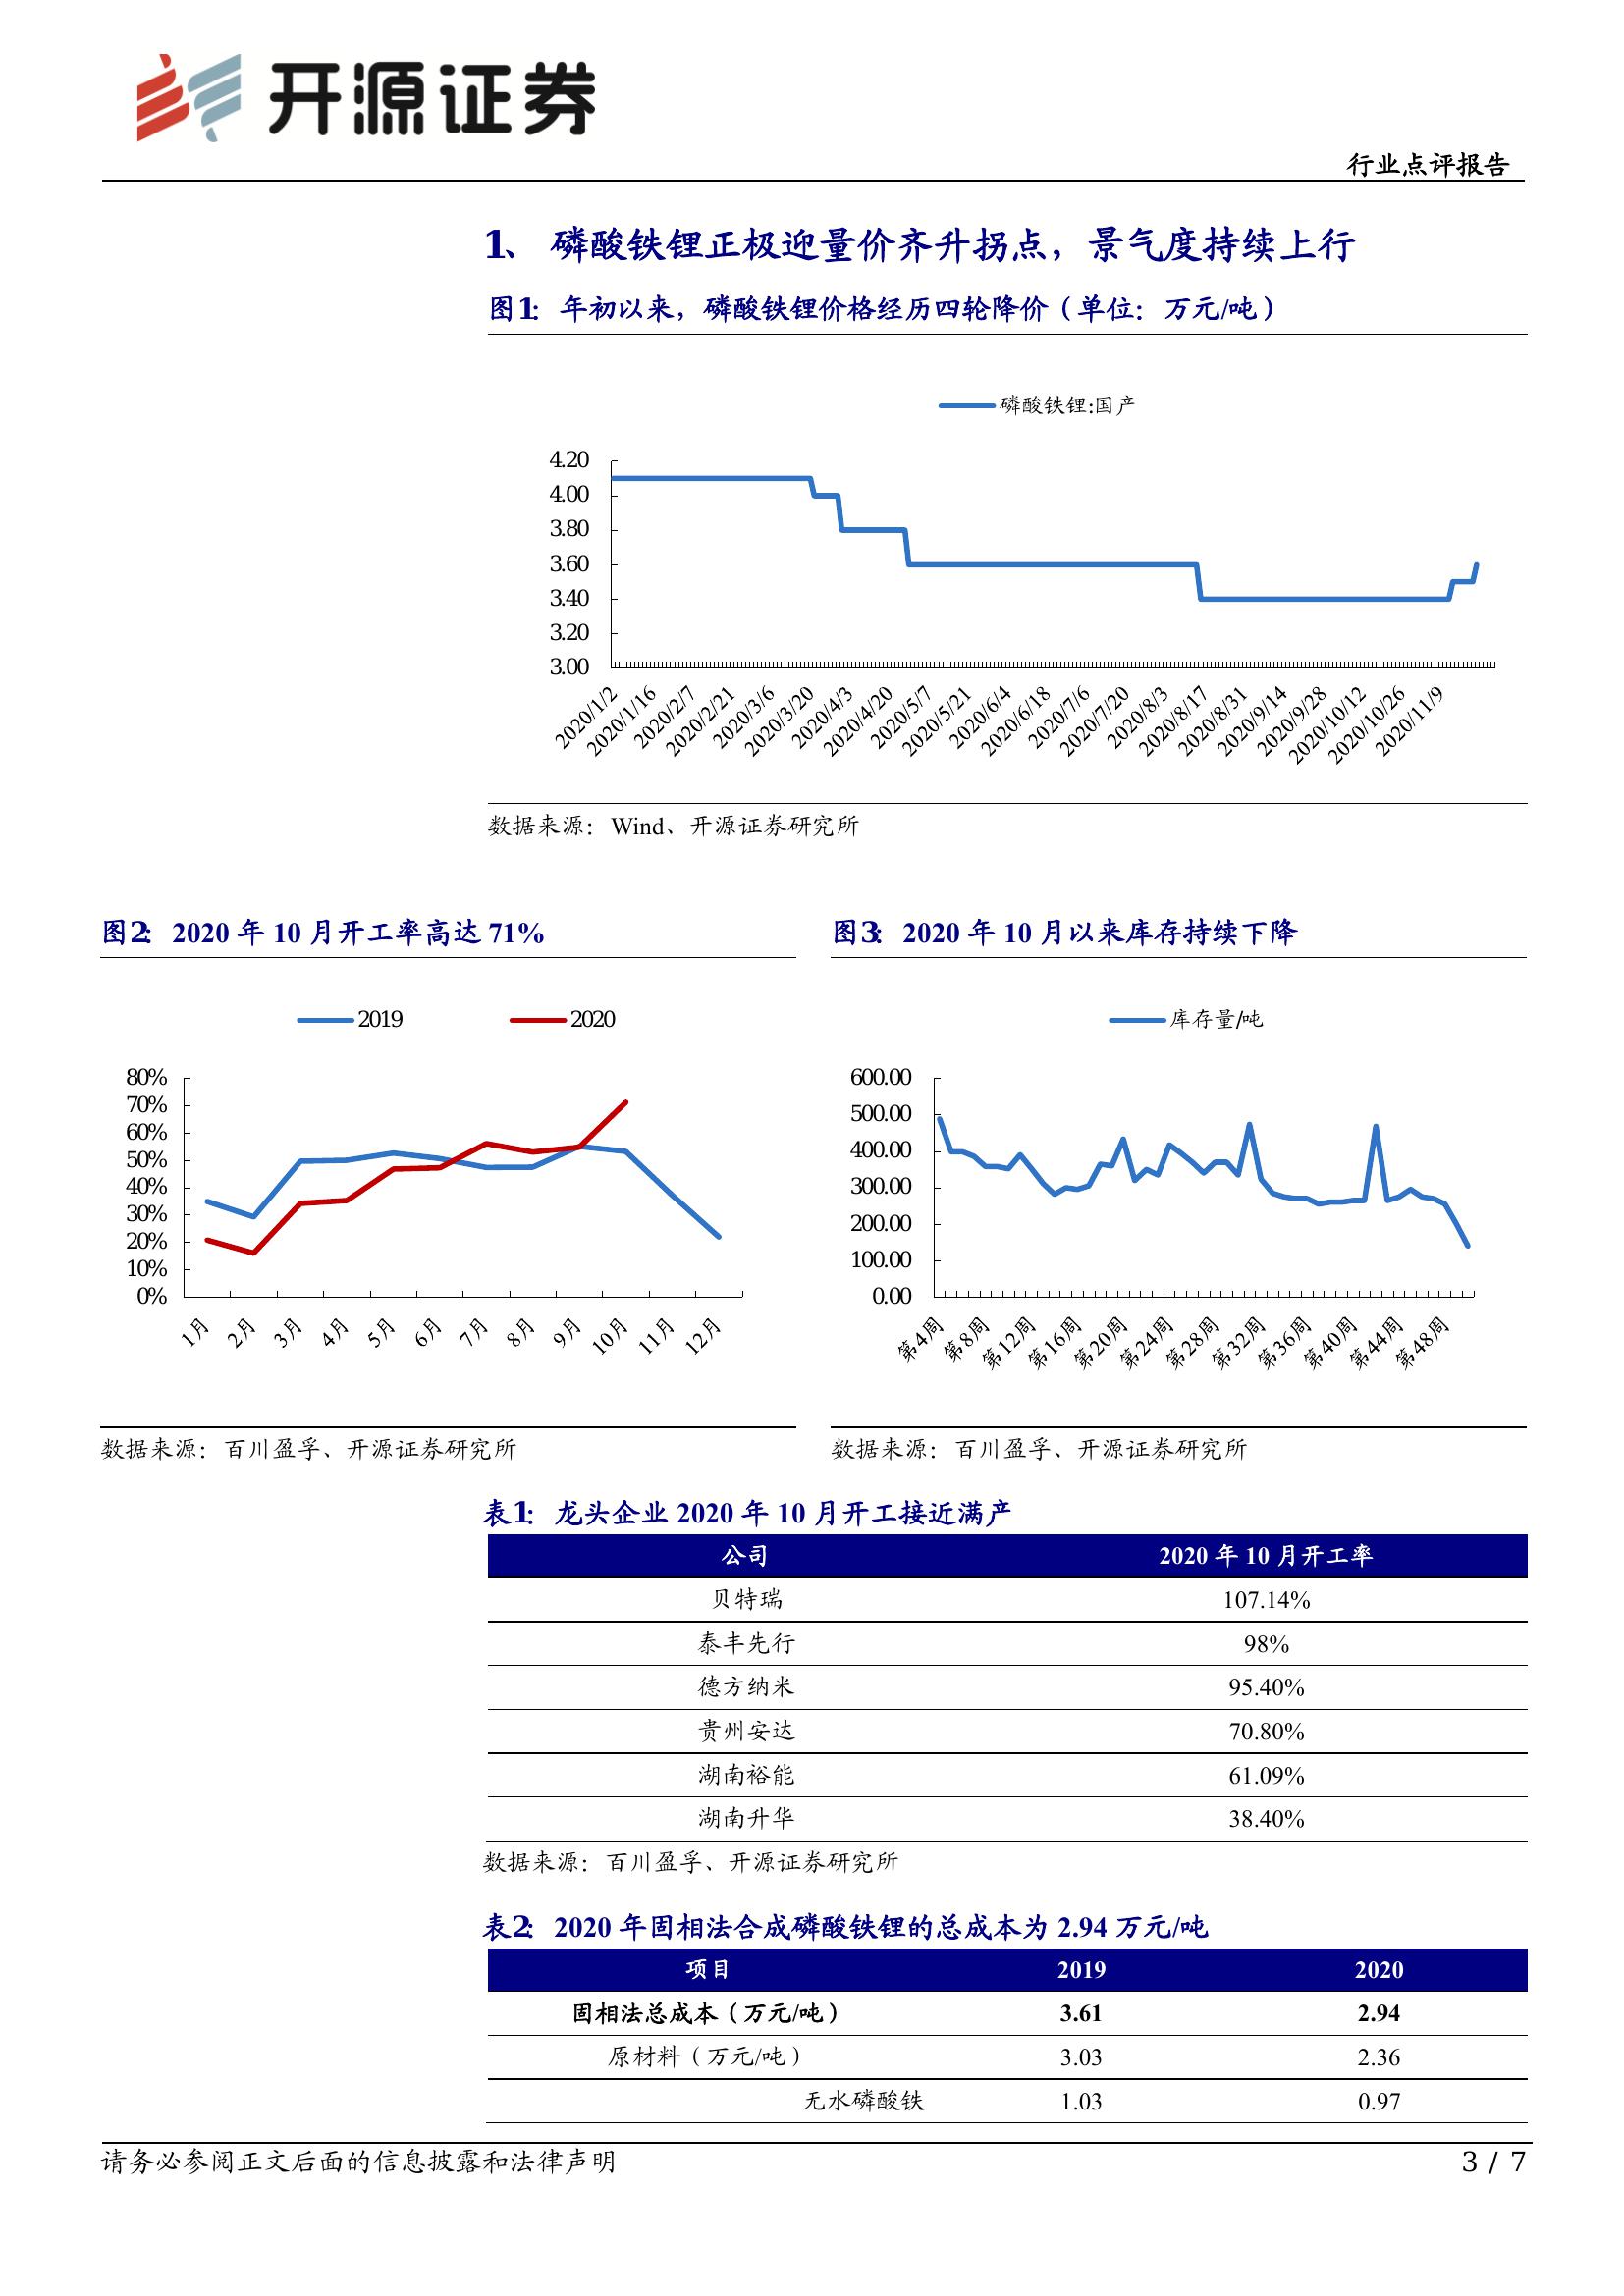 开源证券
行业点评报告
1、 磷酸铁锂正极迎量价齐升拐点，景气度持续上行
图1： 年初以来，磷酸铁锂价格经历四轮降价（单位：万元/吨）
磷酸铁锂:国产
4.20
4.00
3.80
3.60
3.40
3.20
3.00
2020/1/2 2020/1/16 2020/2/7 2020/2/21 2020/3/6 2020/3/20 2020/4/3 2020/4/20 2020/5/7 2020/5/21 2020/6/4 2020/6/18 2020/7/6 2020/7/20 2020/8/3 2020/8/17 2020/8/31 2020/9/14 2020/9/28 2020/10/12 2020/10/26 2020/11/9
数据来源：Wind、开源证券研究所
图2： 2020 年 10 月开工率高达 71%
2019 2020
80%
70%
60%
50%
40%
30%
20%
10%
0%
1月 2月 3月 4月 5月 6月 7月 8月 9月 10月 11月 12月
数据来源：百川盈孚、开源证券研究所
图3： 2020 年 10 月以来库存持续下降
库存量/吨
600.00
500.00
400.00
300.00
200.00
100.00
0.00
第4周 第8周 第12周 第16周 第20周 第24周 第28周 第32周 第36周 第40周 第44周 第48周
数据来源：百川盈孚、开源证券研究所
表1： 龙头企业 2020 年 10 月开工接近满产
公司 2020 年 10 月开工率
贝特瑞 107.14%
泰丰先行 98%
德方纳米 95.40%
贵州安达 70.80%
湖南裕能 61.09%
湖南升华 38.40%
数据来源：百川盈孚、开源证券研究所
表2： 2020 年固相法合成磷酸铁锂的总成本为 2.94 万元/吨
项目 2019 2020
固相法总成本（万元/吨） 3.61 2.94
原材料（万元/吨） 3.03 2.36
无水磷酸铁 1.03 0.97
请务必参阅正文后面的信息披露和法律声明 3 / 7